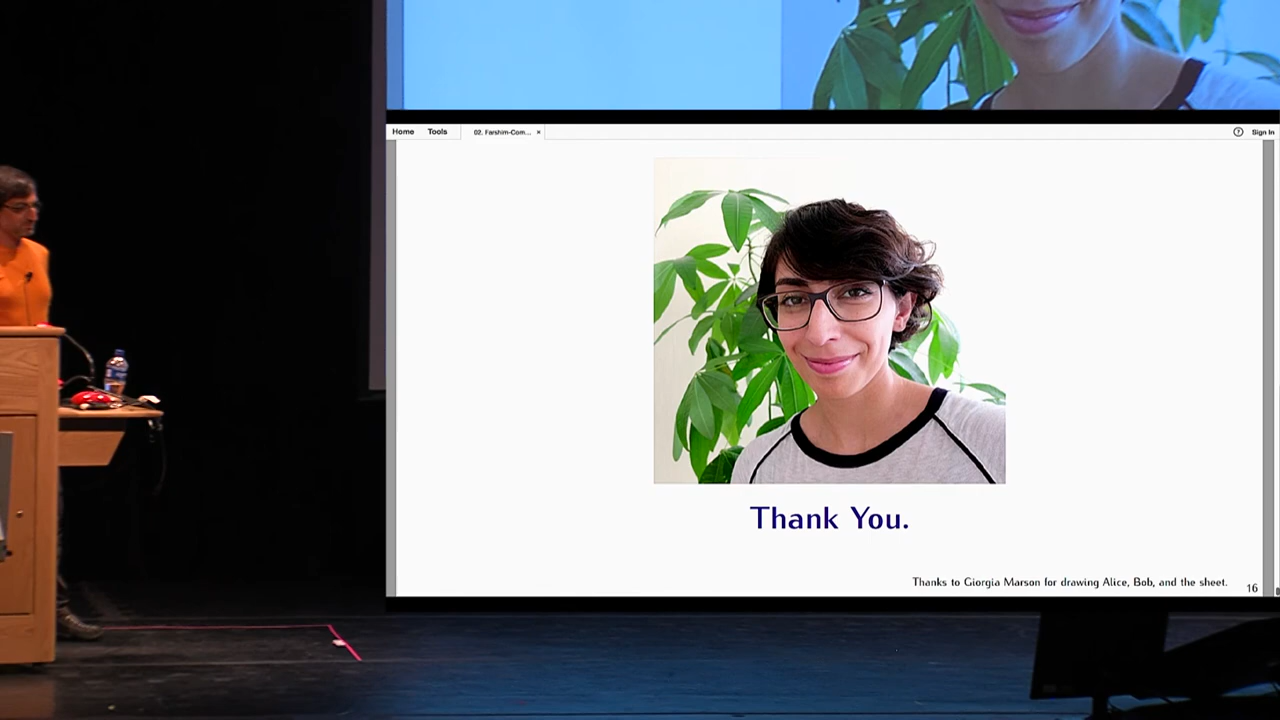 Home Tools 02. Farshim-Com... × ? Sign In
Thank You.
Thanks to Giorgia Marson for drawing Alice, Bob, and the sheet.
16